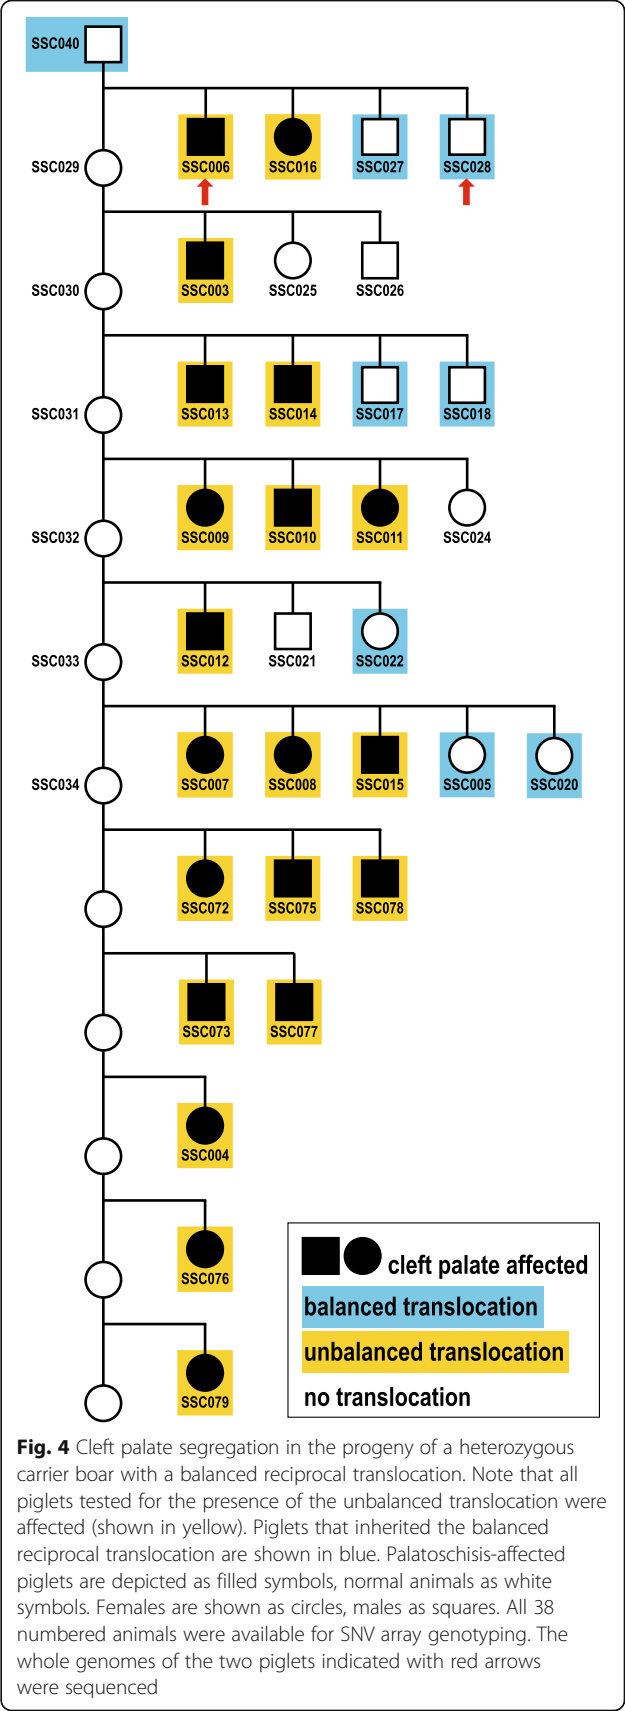 SSC040
SSC029
SSC006 SSC016 SSC027 SSC028
SSC030
SSC003 SSC025 SSC026
SSC031
SSC013 SSC014 SSC017 SSC018
SSC032
SSC009 SSC010 SSC011 SSC024
SSC033
SSC012 SSC021 SSC022
SSC034
SSC007 SSC008 SSC015 SSC005 SSC020
SSC072 SSC075 SSC078
SSC073 SSC077
SSC004
SSC076
SSC079
cleft palate affected
balanced translocation
unbalanced translocation
no translocation
Fig. 4 Cleft palate segregation in the progeny of a heterozygous
carrier boar with a balanced reciprocal translocation. Note that all
piglets tested for the presence of the unbalanced translocation were
affected (shown in yellow). Piglets that inherited the balanced
reciprocal translocation are shown in blue. Palatoschisis-affected
piglets are depicted as filled symbols, normal animals as white
symbols. Females are shown as circles, males as squares. All 38
numbered animals were available for SNV array genotyping. The
whole genomes of the two piglets indicated with red arrows
were sequenced